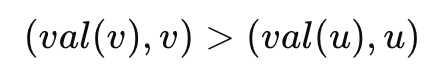 (val(v), v) > (val(u), u)